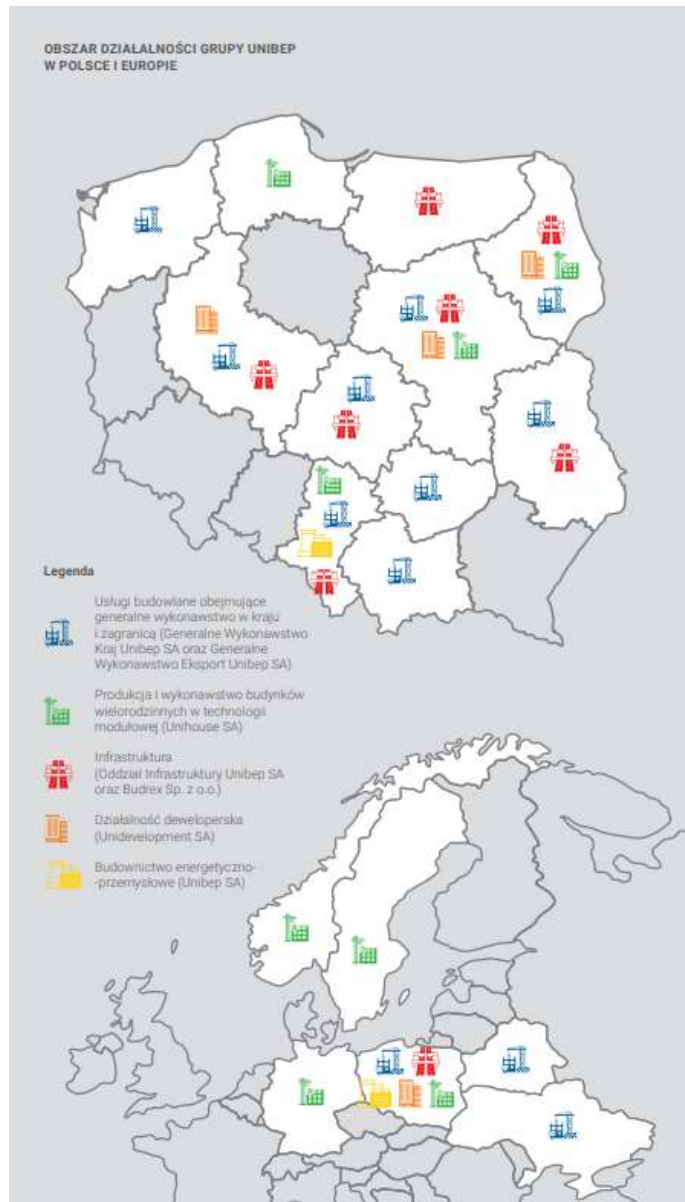 OBSZAR DZIAŁALNOŚCI GRUPY UNIBEP
W POLSCE I EUROPIE
Legenda
Usługi budowlane obejmujące
generalne wykonawstwo w kraju
i zagranicą (Generalne Wykonawstwo
Kraj Unibep SA oraz Generalne
Wykonawstwo Eksport Unibep SA)
Produkcja i wykonawstwo budynków
wielorodzinnych w technologii
modułowej (Unihouse SA)
Infrastruktura
(Oddział Infrastruktury Unibep SA
oraz Budrex Sp. z o.o.)
Działalność deweloperska
(Unidevelopment SA)
Budownictwo energetyczno-
-przemysłowe (Unibep SA)